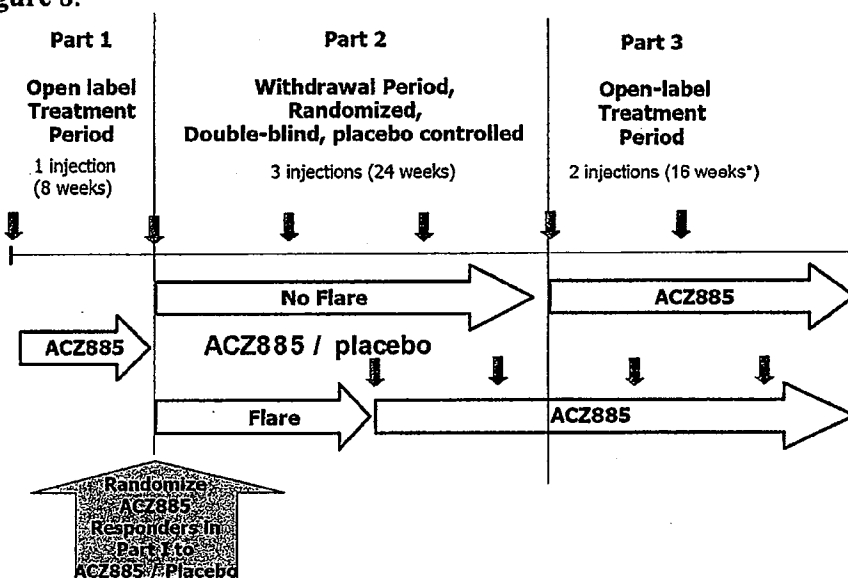 Part 1
Open label
Treatment
Period
1 injection
(8 weeks)
Part 2
Withdrawal Period,
Randomized,
Double-blind, placebo controlled
3 injections (24 weeks)
Part 3
Open-label
Treatment
Period
2 injections (16 weeks*)
No Flare
ACZ885
ACZ885
ACZ885 / placebo
Flare
ACZ885
Randomize
ACZ885
Responders in
Part I to
ACZ885 / Placebo